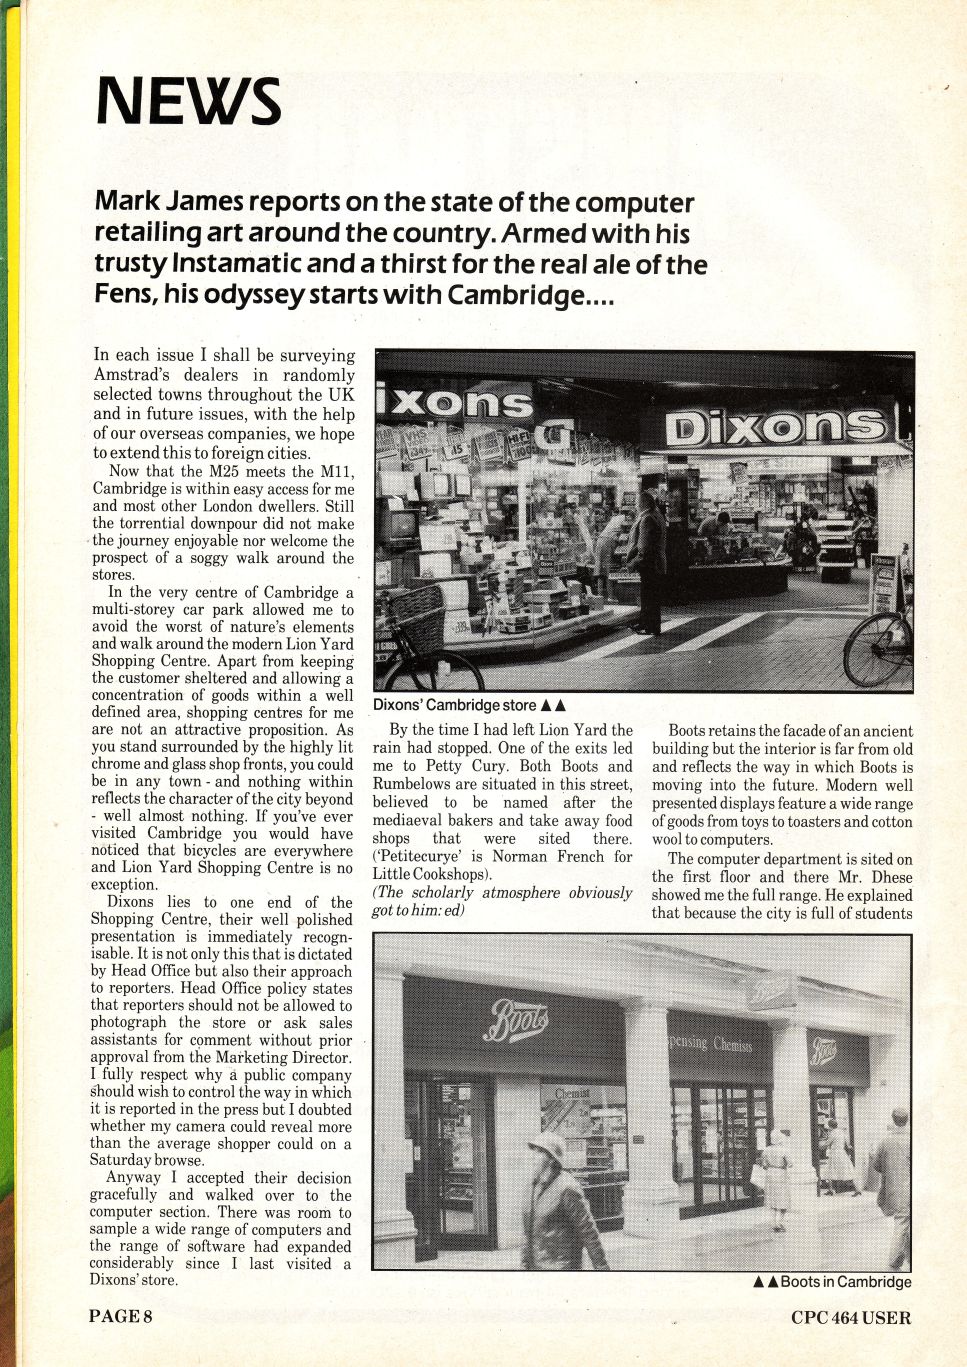 NEWS
Mark James reports on the state of the computer
retailing art around the country. Armed with his
trusty Instamatic and a thirst for the real ale of the
Fens, his odyssey starts with Cambridge....
In each issue I shall be surveying
Amstrad's dealers in randomly
selected towns throughout the UK
and in future issues, with the help
of our overseas companies, we hope
to extend this to foreign cities.
Now that the M25 meets the M11,
Cambridge is within easy access for me
and most other London dwellers. Still
the torrential downpour did not make
the journey enjoyable nor welcome the
prospect of a soggy walk around the
stores.
In the very centre of Cambridge a
multi-storey car park allowed me to
avoid the worst of nature's elements
and walk around the modern Lion Yard
Shopping Centre. Apart from keeping
the customer sheltered and allowing a
concentration of goods within a well
defined area, shopping centres for me
are not an attractive proposition. As
you stand surrounded by the highly lit
chrome and glass shop fronts, you could
be in any town - and nothing within
reflects the character of the city beyond
- well almost nothing. If you've ever
visited Cambridge you would have
noticed that bicycles are everywhere
and Lion Yard Shopping Centre is no
exception.
Dixons lies to one end of the
Shopping Centre, their well polished
presentation is immediately recogn-
isable. It is not only this that is dictated
by Head Office but also their approach
to reporters. Head Office policy states
that reporters should not be allowed to
photograph the store or ask sales
assistants for comment without prior
approval from the Marketing Director.
I fully respect why a public company
should wish to control the way in which
it is reported in the press but I doubted
whether my camera could reveal more
than the average shopper could on a
Saturday browse.
Anyway I accepted their decision
gracefully and walked over to the
computer section. There was room to
sample a wide range of computers and
the range of software had expanded
considerably since I last visited a
Dixons' store.
ixons
Dixons
VHS
HiFi
Dixons' Cambridge store ▲▲
By the time I had left Lion Yard the
rain had stopped. One of the exits led
me to Petty Cury. Both Boots and
Rumbelows are situated in this street,
believed to be named after the
mediaeval bakers and take away food
shops that were sited there.
('Petitecurye' is Norman French for
Little Cookshops).
(The scholarly atmosphere obviously
got to him: ed)
Boots retains the facade of an ancient
building but the interior is far from old
and reflects the way in which Boots is
moving into the future. Modern well
presented displays feature a wide range
of goods from toys to toasters and cotton
wool to computers.
The computer department is sited on
the first floor and there Mr. Dhese
showed me the full range. He explained
that because the city is full of students
Boots
Boots
pensing Chemists
Boots
Chemist
▲▲Boots in Cambridge
PAGE 8
CPC 464 USER